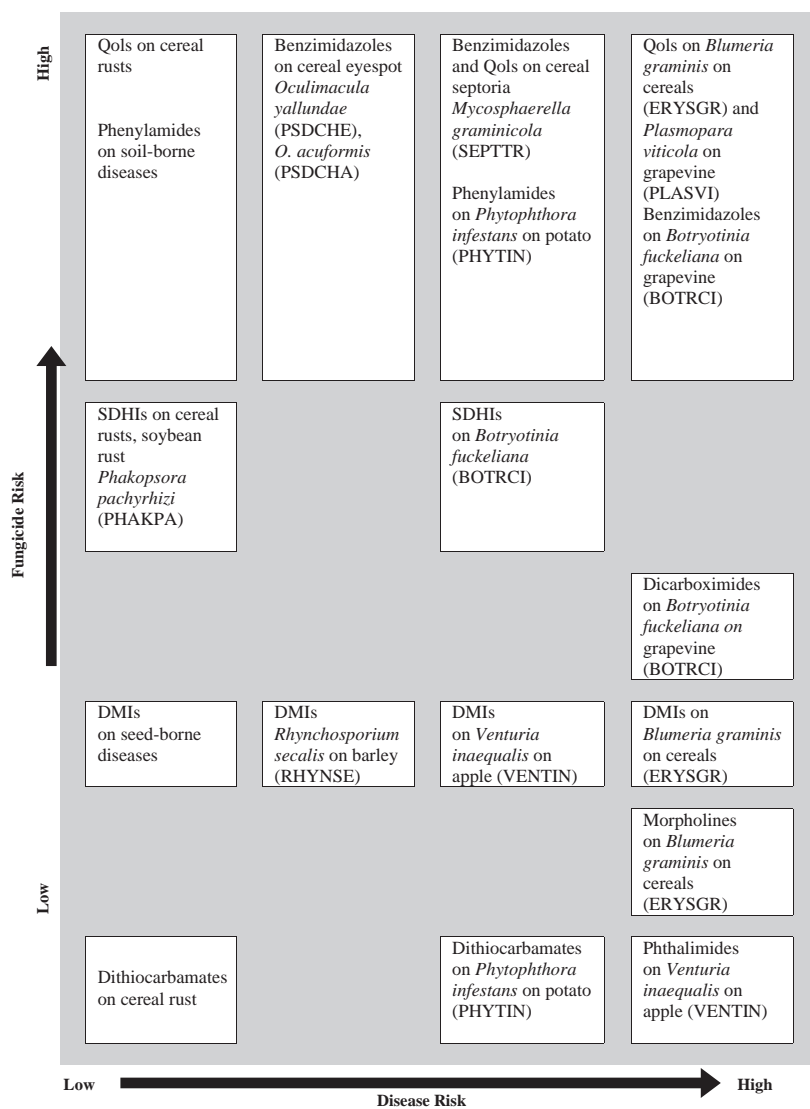 High
QoIs on cereal
rusts
Phenylamides
on soil-borne
diseases
Benzimidazoles
on cereal eyespot
Oculimacula
yallundae
(PSDCHE),
O. acuformis
(PSDCHA)
Benzimidazoles
and QoIs on cereal
septoria
Mycosphaerella
graminicola
(SEPTTR)
Phenylamides
on Phytophthora
infestans on potato
(PHYTIN)
QoIs on Blumeria
graminis on
cereals
(ERYSGR) and
Plasmopara
viticola on
grapevine
(PLASVI)
Benzimidazoles
on Botryotinia
fuckeliana on
grapevine
(BOTRCI)
Fungicide Risk
SDHIs on cereal
rusts, soybean
rust
Phakopsora
pachyrhizi
(PHAKPA)
SDHIs
on Botryotinia
fuckeliana
(BOTRCI)
Dicarboximides
on Botryotinia
fuckeliana on
grapevine
(BOTRCI)
DMIs
on seed-borne
diseases
DMIs
Rhynchosporium
secalis on barley
(RHYNSE)
DMIs
on Venturia
inaequalis on
apple (VENTIN)
DMIs on
Blumeria graminis
on cereals
(ERYSGR)
Morpholines
on Blumeria
graminis on
cereals
(ERYSGR)
Low
Dithiocarbamates
on cereal rust
Dithiocarbamates
on Phytophthora
infestans on potato
(PHYTIN)
Phthalimides
on Venturia
inaequalis on
apple (VENTIN)
Low
High
Disease Risk